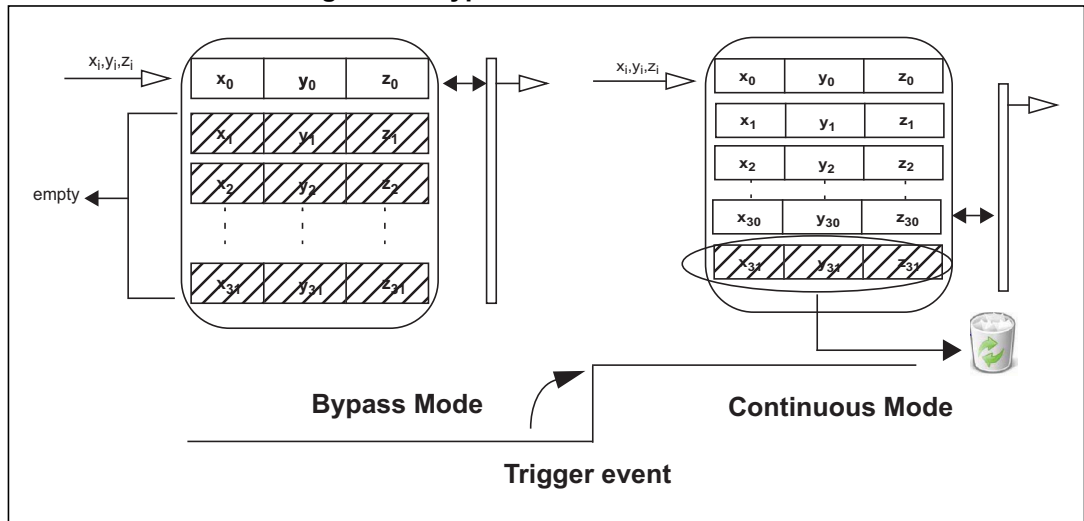 xi,yi,zi
x0 y0 z0
x1 y1 z1
x2 y2 z2
x31 y31 z31
empty
Bypass Mode
xi,yi,zi
x0 y0 z0
x1 y1 z1
x2 y2 z2
x30 y30 z30
x31 y31 z31
Continuous Mode
Trigger event